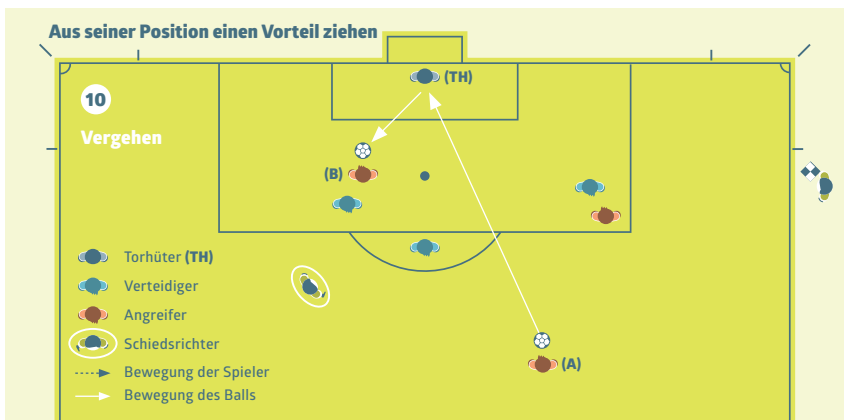 Aus seiner Position einen Vorteil ziehen
(TH)
10
Vergehen
(B)
Torhüter (TH)
Verteidiger
Angreifer
Schiedsrichter
(A)
Bewegung der Spieler
Bewegung des Balls